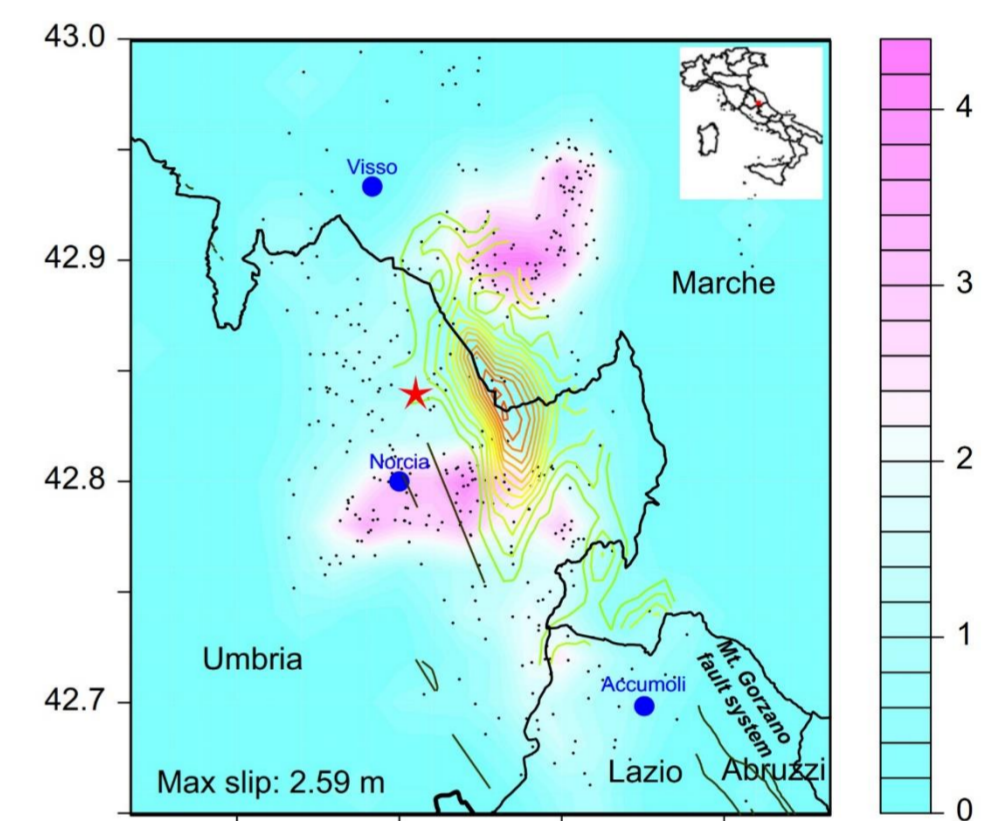 43.0
4
Visso
42.9
Marche
3
Norcia
2
42.8
1
Umbria
Mt. Gorzano
fault system
Accumoli
42.7
Max slip: 2.59 m
Lazio
Abruzzi
0